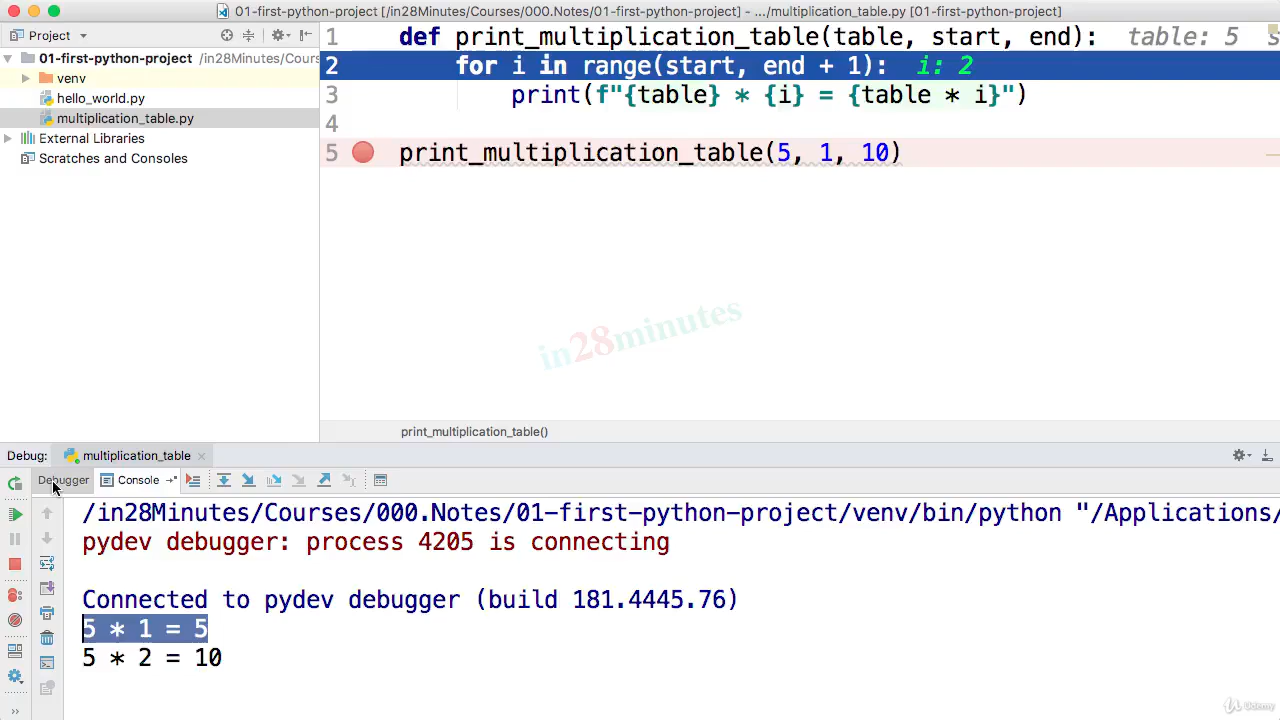 01-first-python-project [/in28Minutes/Courses/000.Notes/01-first-python-project] - .../multiplication_table.py [01-first-python-project]
Project
01-first-python-project /in28Minutes/Cours
venv
hello_world.py
multiplication_table.py
External Libraries
Scratches and Consoles
1 def print_multiplication_table(table, start, end): table: 5 s
2 for i in range(start, end + 1): i: 2
3 print(f"{table} * {i} = {table * i}")
4
5 print_multiplication_table(5, 1, 10)
in28minutes
print_multiplication_table()
Debug: multiplication_table
Debugger Console
/in28Minutes/Courses/000.Notes/01-first-python-project/venv/bin/python "/Applications/
pydev debugger: process 4205 is connecting
Connected to pydev debugger (build 181.4445.76)
5 * 1 = 5
5 * 2 = 10
Udemy